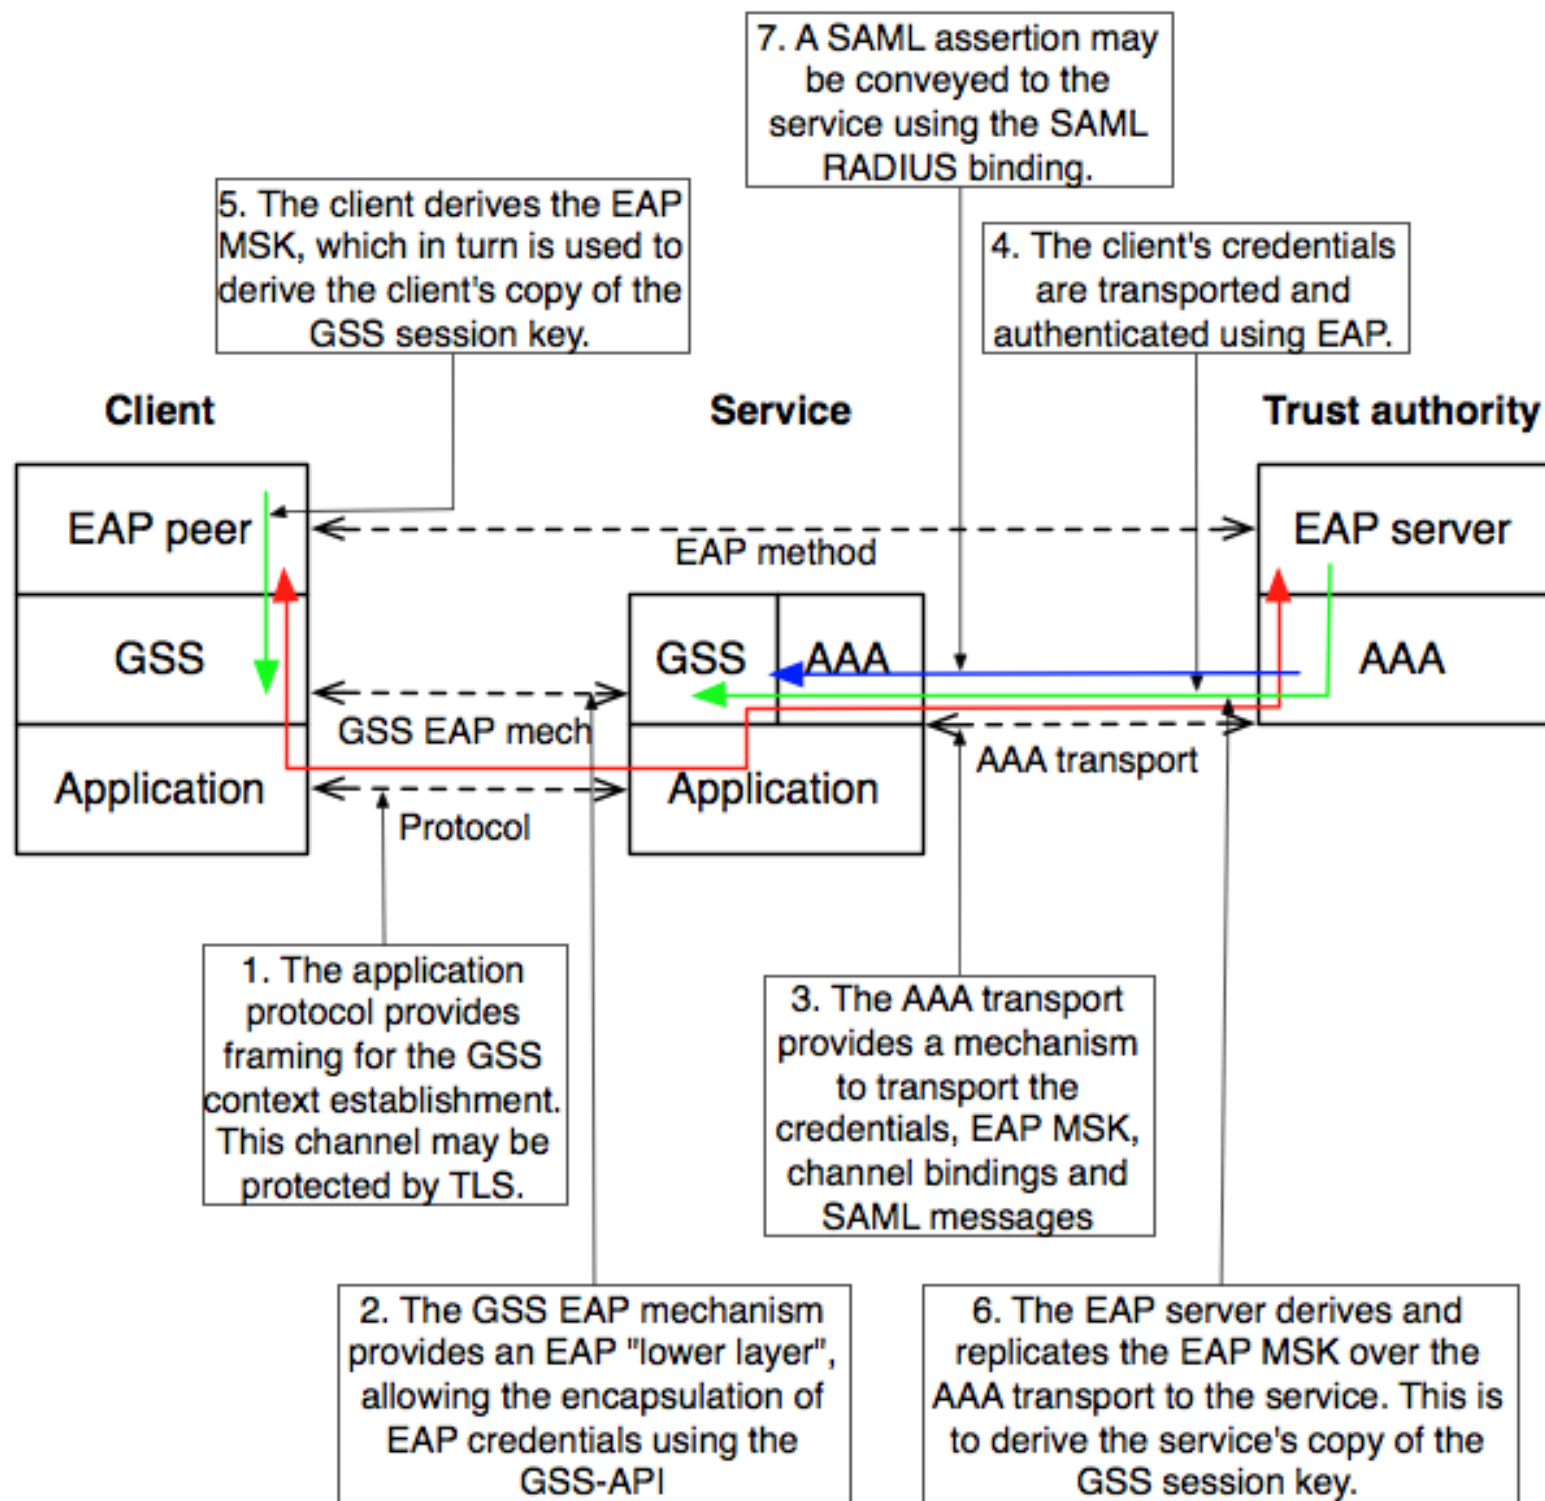 7. A SAML assertion may
be conveyed to the
service using the SAML
RADIUS binding.
5. The client derives the EAP
MSK, which in turn is used to
derive the client's copy of the
GSS session key.
4. The client's credentials
are transported and
authenticated using EAP.
Client
Service
Trust authority
EAP peer
EAP method
EAP server
GSS
GSS
AAA
AAA
GSS EAP mech
AAA transport
Application
Application
Protocol
1. The application
protocol provides
framing for the GSS
context establishment.
This channel may be
protected by TLS.
3. The AAA transport
provides a mechanism
to transport the
credentials, EAP MSK,
channel bindings and
SAML messages
2. The GSS EAP mechanism
provides an EAP "lower layer",
allowing the encapsulation of
EAP credentials using the
GSS-API
6. The EAP server derives and
replicates the EAP MSK over the
AAA transport to the service. This is
to derive the service's copy of the
GSS session key.